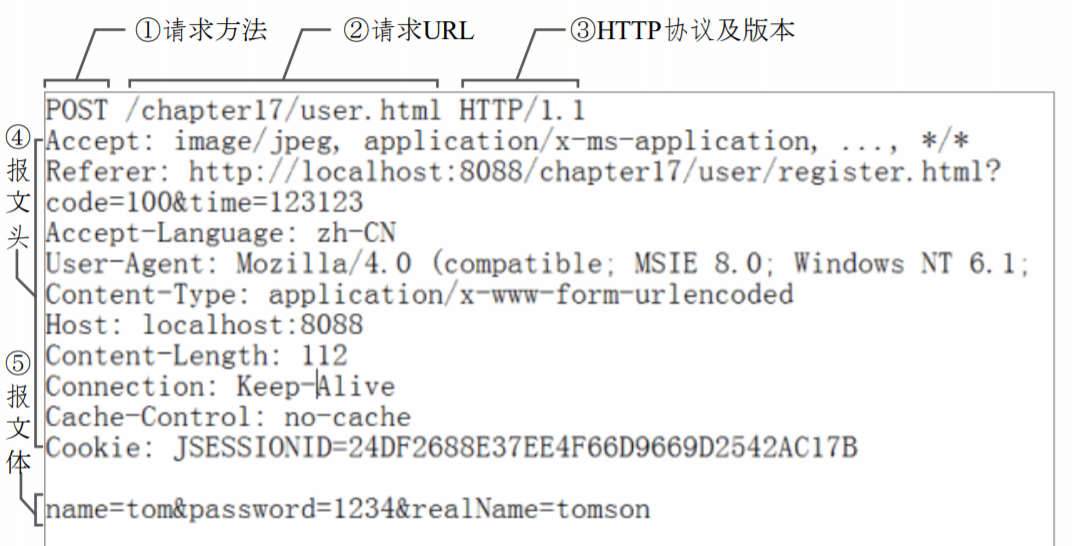 ①请求方法
②请求URL
③HTTP协议及版本
POST /chapter17/user.html HTTP/1.1
④报文头
Accept: image/jpeg, application/x-ms-application, ..., */*
Referer: http://localhost:8088/chapter17/user/register.html?
code=100&time=123123
Accept-Language: zh-CN
User-Agent: Mozilla/4.0 (compatible; MSIE 8.0; Windows NT 6.1;
Content-Type: application/x-www-form-urlencoded
Host: localhost:8088
Content-Length: 112
Connection: Keep-Alive
Cache-Control: no-cache
Cookie: JSESSIONID=24DF2688E37EE4F66D9669D2542AC17B
⑤报文体
name=tom&password=1234&realName=tomson